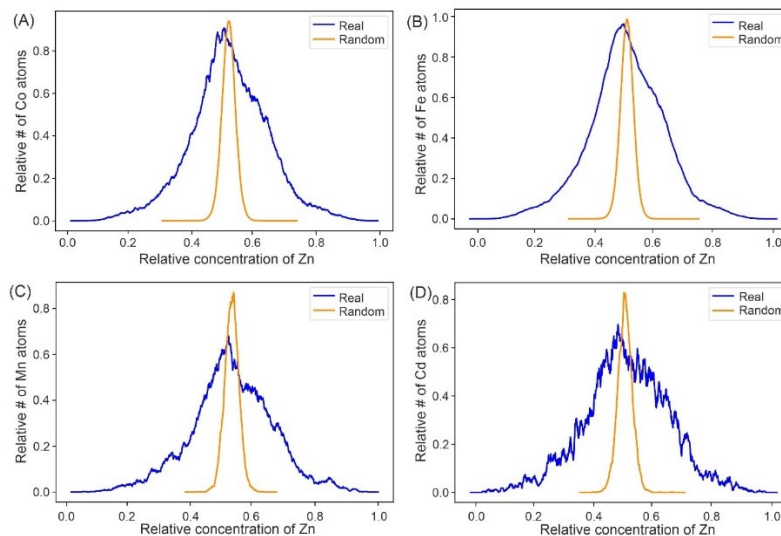 (A)
Relative # of Co atoms
0.8
0.6
0.4
0.2
0.0
Real
Random
0.0 0.2 0.4 0.6 0.8 1.0
Relative concentration of Zn
(B)
Relative # of Fe atoms
1.0
0.8
0.6
0.4
0.2
0.0
Real
Random
0.0 0.2 0.4 0.6 0.8 1.0
Relative concentration of Zn
(C)
Relative # of Mn atoms
0.8
0.6
0.4
0.2
0.0
Real
Random
0.0 0.2 0.4 0.6 0.8 1.0
Relative concentration of Zn
(D)
Relative # of Cd atoms
0.8
0.6
0.4
0.2
0.0
Real
Random
0.0 0.2 0.4 0.6 0.8 1.0
Relative concentration of Zn